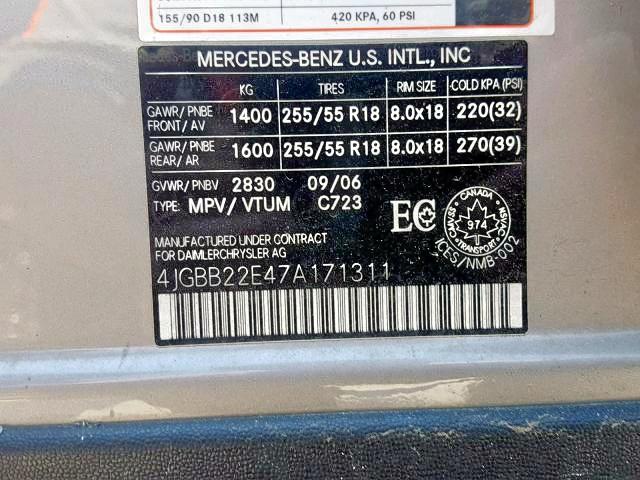 155/90 D18 113M 420 KPA, 60 PSI
MERCEDES-BENZ U.S. INTL., INC
KG TIRES RIM SIZE COLD KPA (PSI)
GAWR/PNBE FRONT/AV 1400 255/55 R18 8.0x18 220(32)
GAWR/PNBE REAR/AR 1600 255/55 R18 8.0x18 270(39)
GVWR/PNBV 2830 09/06
TYPE: MPV/VTUM C723
EC
CANADA
CMVSS 974 NSVAC
TRANSPORT
ICES/NMB-002
MANUFACTURED UNDER CONTRACT
FOR DAIMLERCHRYSLER AG
4JGBB22E47A171311